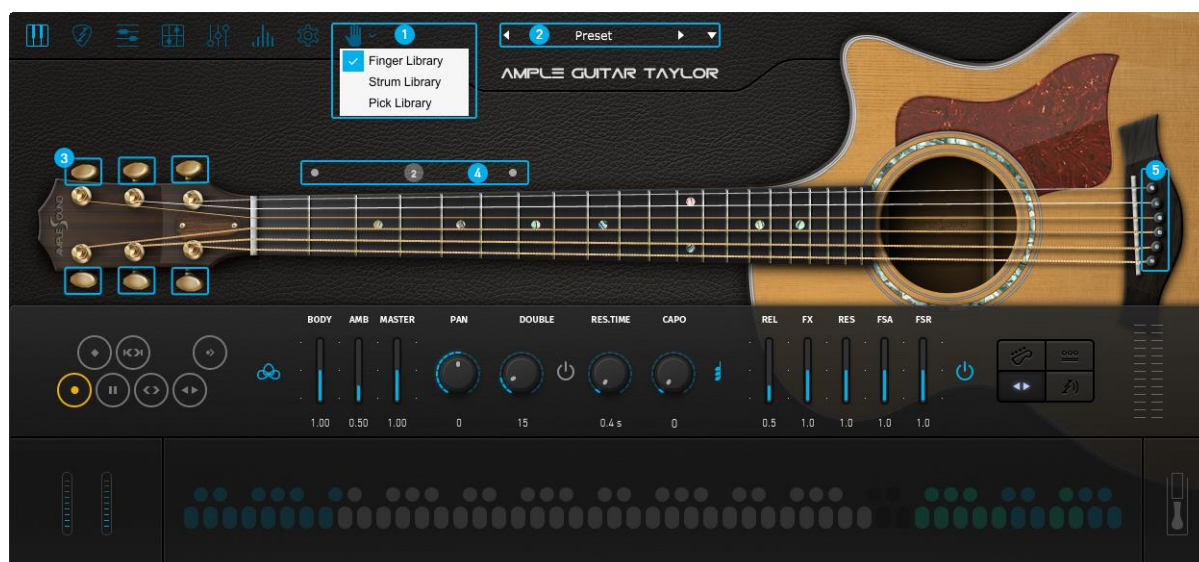 1
2 Preset
Finger Library
Strum Library
Pick Library
AMPLE GUITAR TAYLOR
3
2 4
5
AMPLE SOUND
BODY AMB MASTER PAN DOUBLE RES.TIME CAPO REL FX RES FSA FSR
1.00 0.50 1.00 0 15 0.4 s 0 0.5 1.0 1.0 1.0 1.0